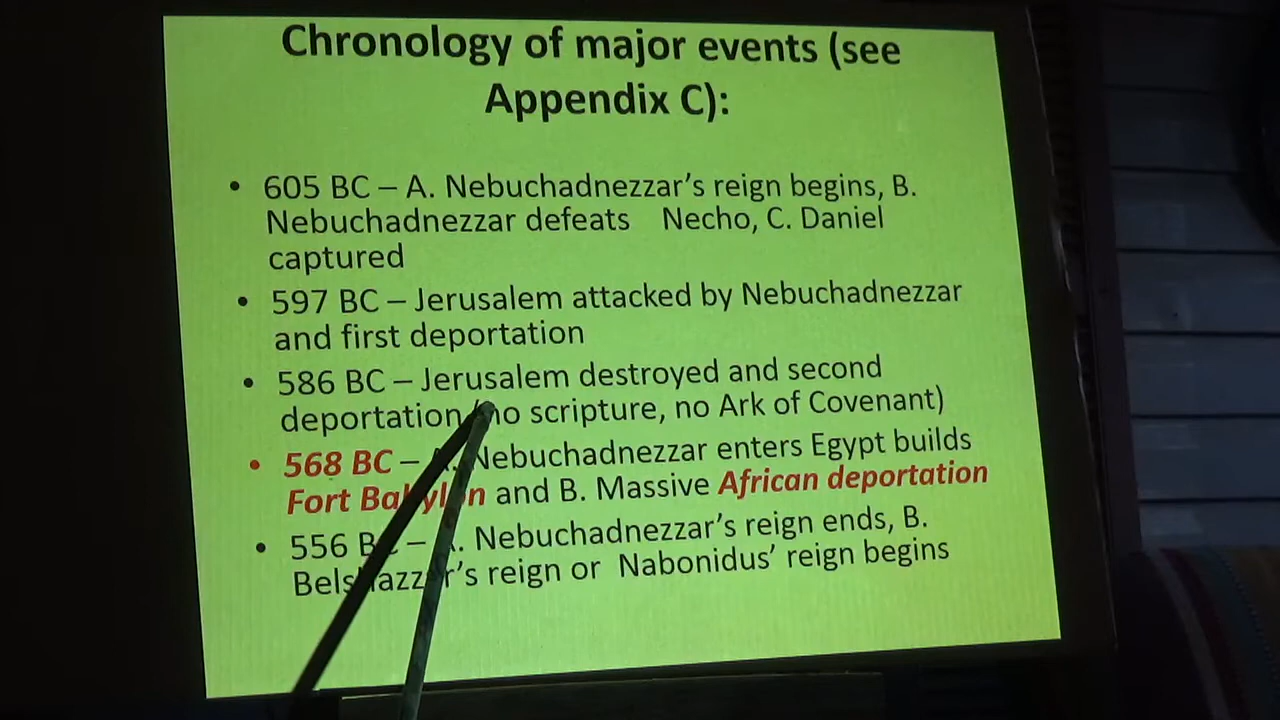 Chronology of major events (see
Appendix C):
• 605 BC – A. Nebuchadnezzar's reign begins, B.
Nebuchadnezzar defeats Necho, C. Daniel
captured
• 597 BC – Jerusalem attacked by Nebuchadnezzar
and first deportation
• 586 BC – Jerusalem destroyed and second
deportation (no scripture, no Ark of Covenant)
• 568 BC – A. Nebuchadnezzar enters Egypt builds
Fort Babylon and B. Massive African deportation
• 556 BC – A. Nebuchadnezzar's reign ends, B.
Belshazzar's reign or Nabonidus' reign begins